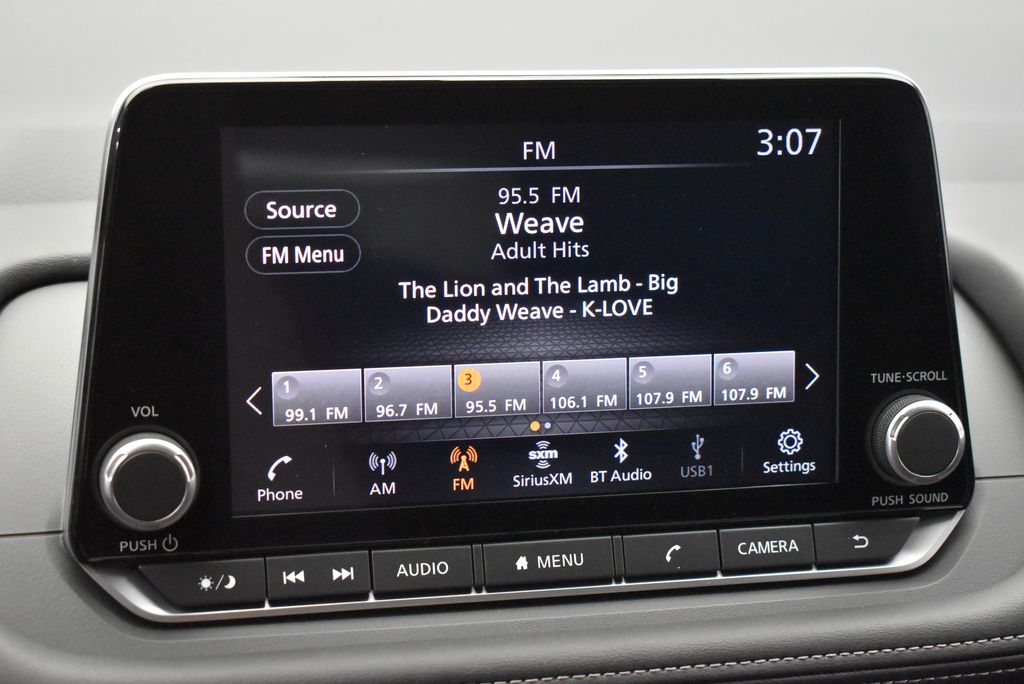 FM
3:07
Source
FM Menu
95.5 FM
Weave
Adult Hits
The Lion and The Lamb - Big
Daddy Weave - K-LOVE
1
99.1 FM
2
96.7 FM
3
95.5 FM
4
106.1 FM
5
107.9 FM
6
107.9 FM
Phone
AM
FM
sxm
SiriusXM
BT Audio
USB1
Settings
VOL
PUSH
TUNE·SCROLL
PUSH SOUND
AUDIO
MENU
CAMERA